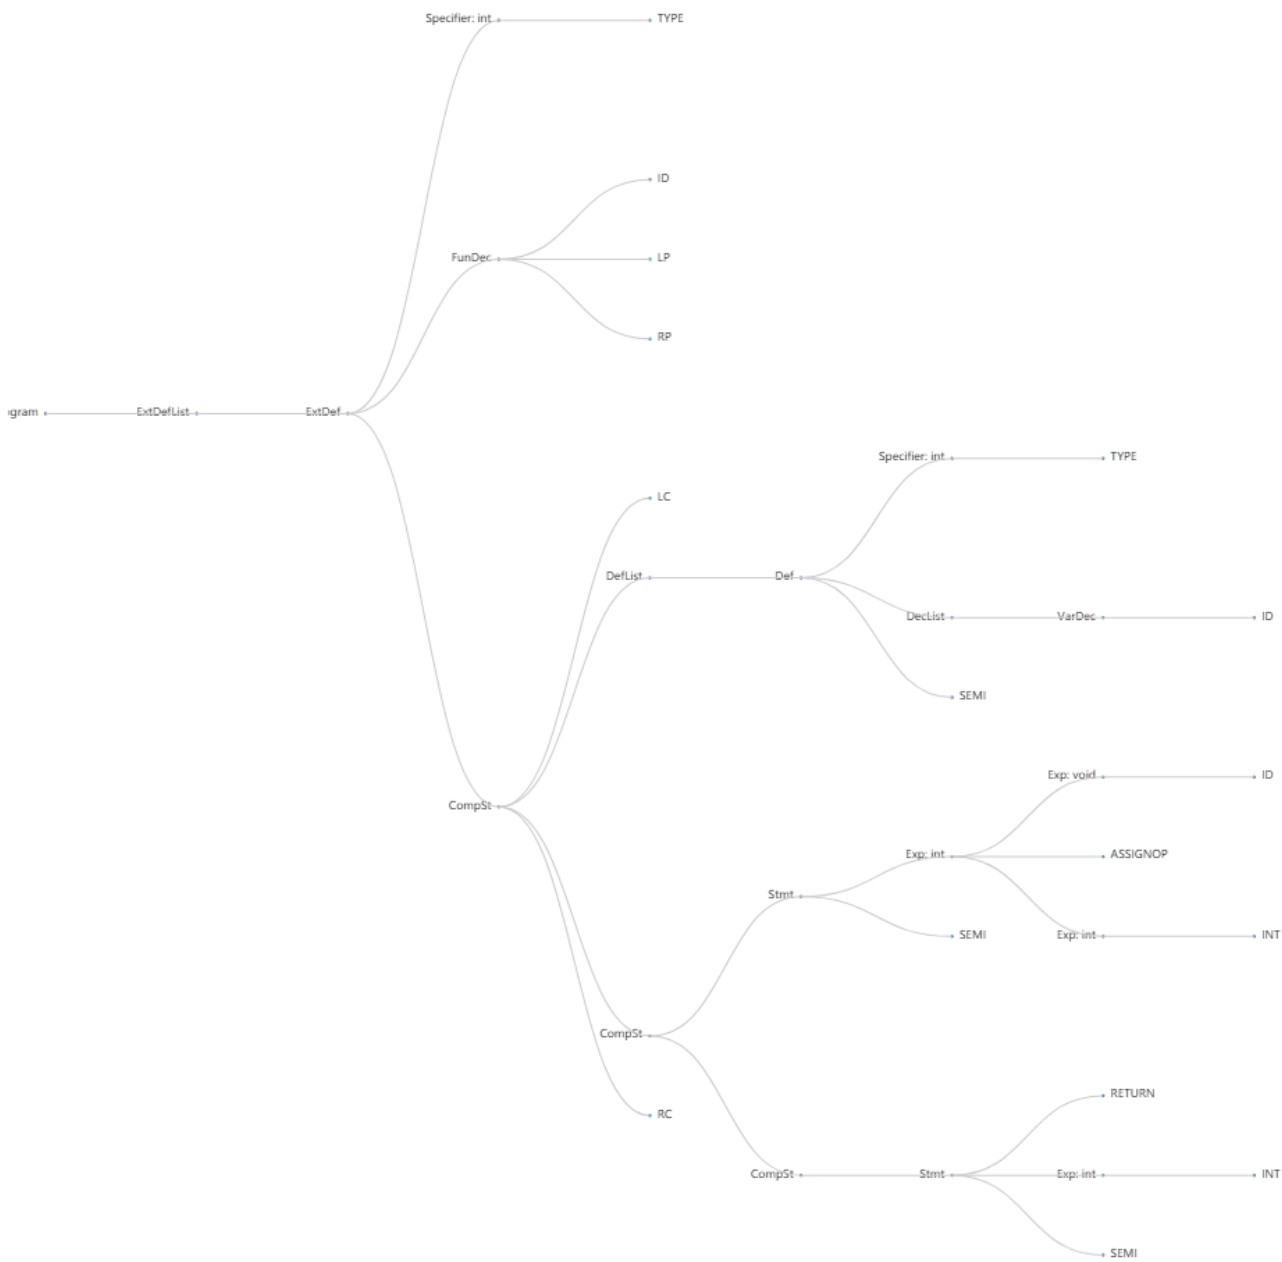 Specifier: int TYPE
ID
FunDec LP
RP
ogram ExtDefList ExtDef
Specifier: int TYPE
LC
DefList Def
DecList VarDec ID
SEMI
Exp: void ID
CompSt
Exp: int ASSIGNOP
Stmt
SEMI Exp: int INT
CompSt
RETURN
RC
CompSt Stmt Exp: int INT
SEMI